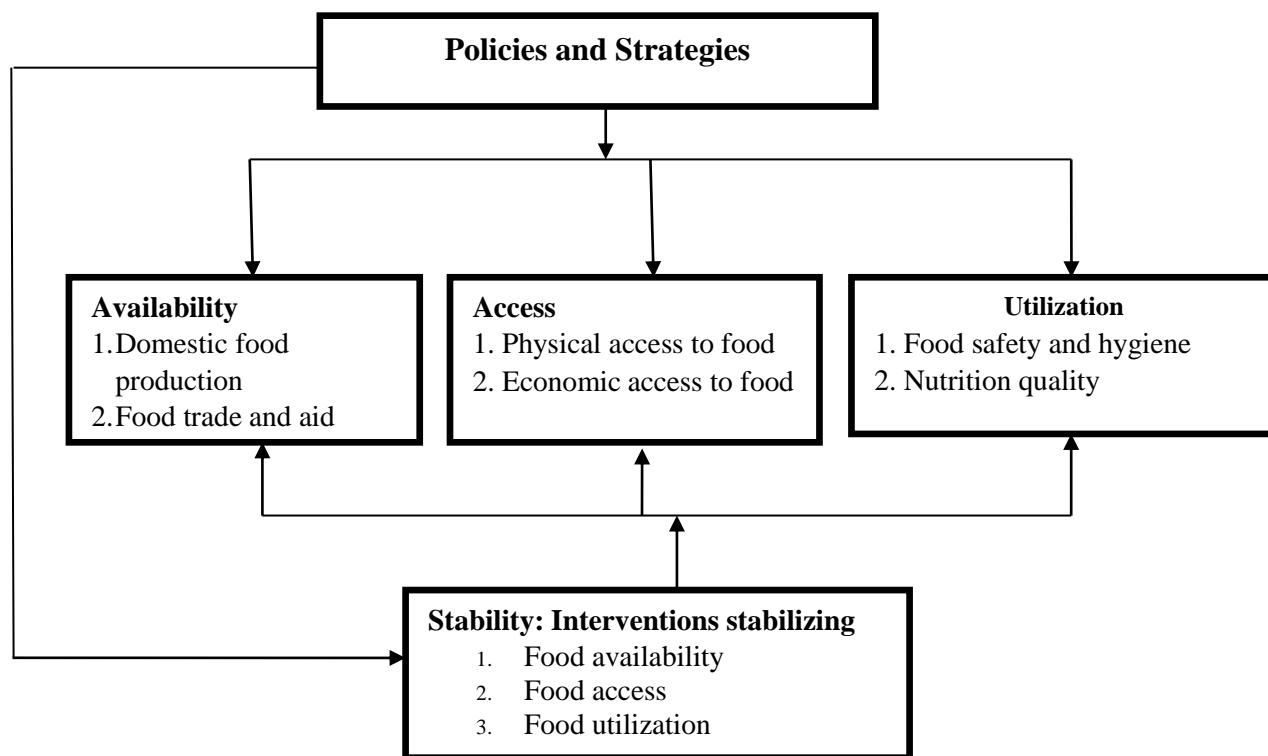 Policies and Strategies
Availability
1. Domestic food
production
2. Food trade and aid
Access
1. Physical access to food
2. Economic access to food
Utilization
1. Food safety and hygiene
2. Nutrition quality
Stability: Interventions stabilizing
1. Food availability
2. Food access
3. Food utilization